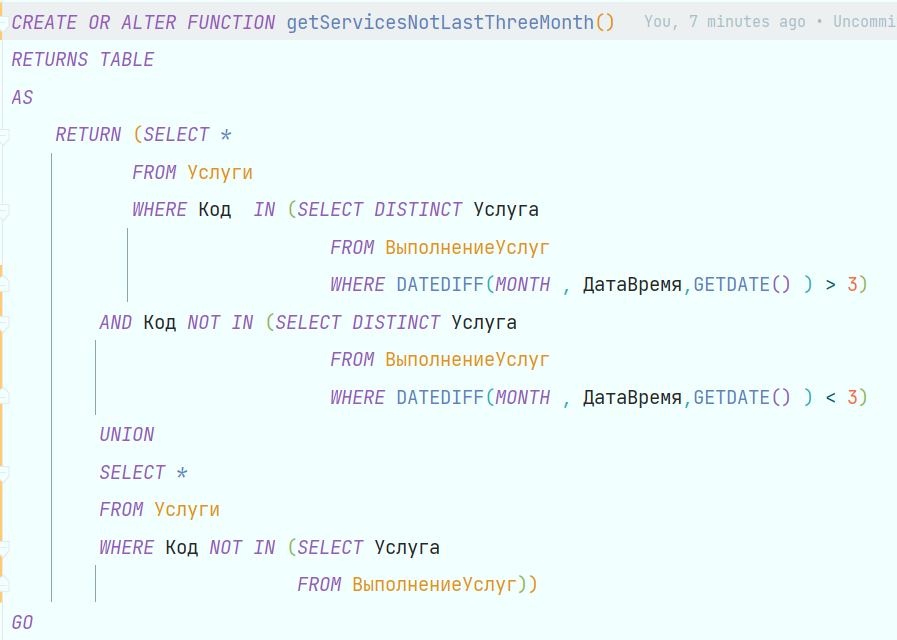 CREATE OR ALTER FUNCTION getServicesNotLastThreeMonth() You, 7 minutes ago • Uncommi
RETURNS TABLE
AS
RETURN (SELECT *
FROM Услуги
WHERE Код IN (SELECT DISTINCT Услуга
FROM ВыполнениеУслуг
WHERE DATEDIFF(MONTH , ДатаВремя,GETDATE() ) > 3)
AND Код NOT IN (SELECT DISTINCT Услуга
FROM ВыполнениеУслуг
WHERE DATEDIFF(MONTH , ДатаВремя,GETDATE() ) < 3)
UNION
SELECT *
FROM Услуги
WHERE Код NOT IN (SELECT Услуга
FROM ВыполнениеУслуг))
GO